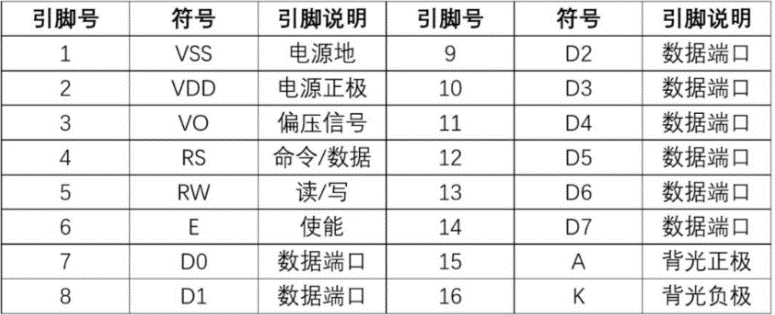 引脚号 符号 引脚说明 引脚号 符号 引脚说明
1 VSS 电源地 9 D2 数据端口
2 VDD 电源正极 10 D3 数据端口
3 VO 偏压信号 11 D4 数据端口
4 RS 命令/数据 12 D5 数据端口
5 RW 读/写 13 D6 数据端口
6 E 使能 14 D7 数据端口
7 D0 数据端口 15 A 背光正极
8 D1 数据端口 16 K 背光负极